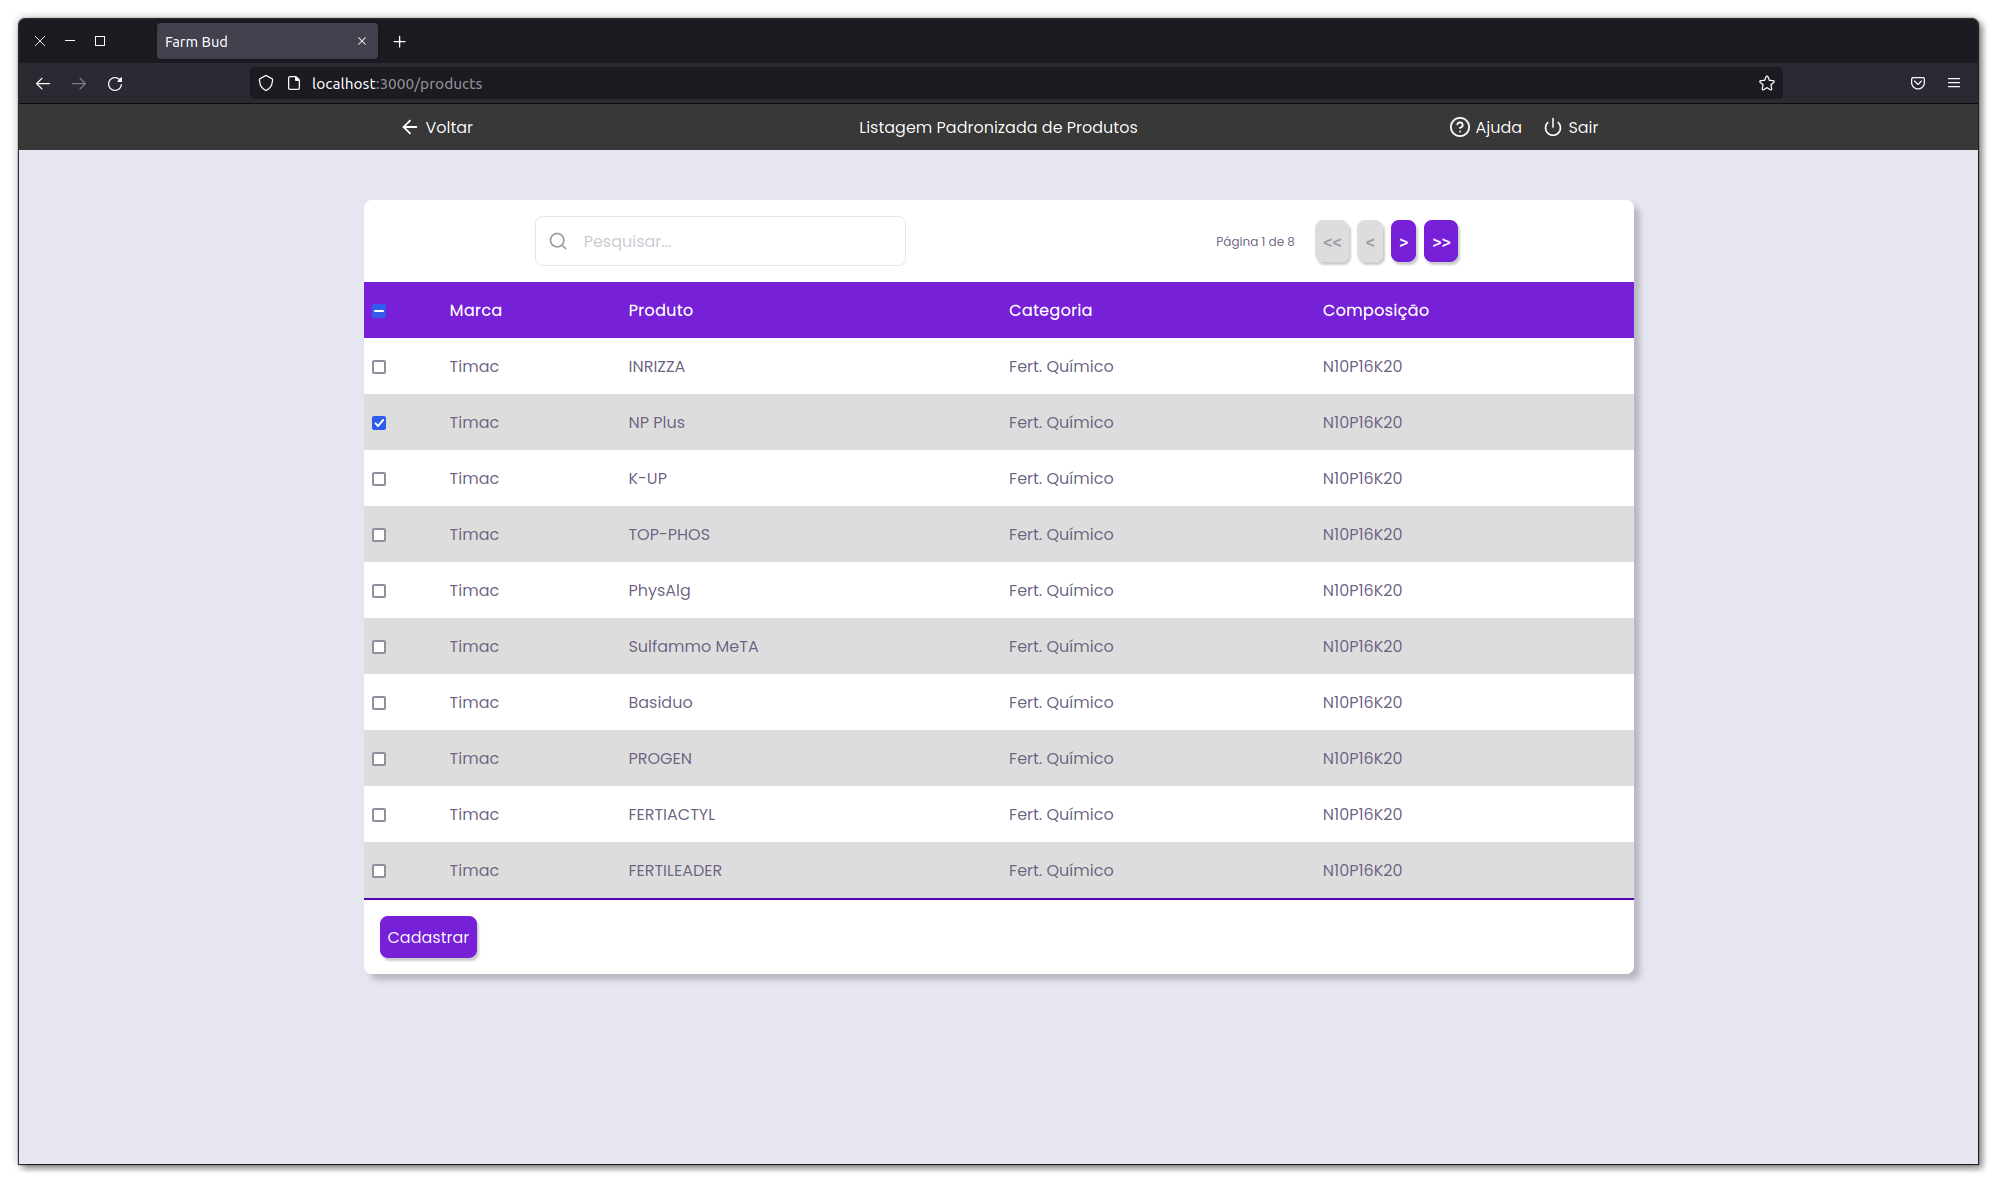 Farm Bud
localhost:3000/products
Voltar Listagem Padronizada de Produtos Ajuda Sair
Pesquisar... Página 1 de 8 << < > >>
Marca Produto Categoria Composição
Timac INRIZZA Fert. Químico N10P16K20
Timac NP Plus Fert. Químico N10P16K20
Timac K-UP Fert. Químico N10P16K20
Timac TOP-PHOS Fert. Químico N10P16K20
Timac PhysAlg Fert. Químico N10P16K20
Timac Sulfammo MeTA Fert. Químico N10P16K20
Timac Basiduo Fert. Químico N10P16K20
Timac PROGEN Fert. Químico N10P16K20
Timac FERTIACTYL Fert. Químico N10P16K20
Timac FERTILEADER Fert. Químico N10P16K20
Cadastrar